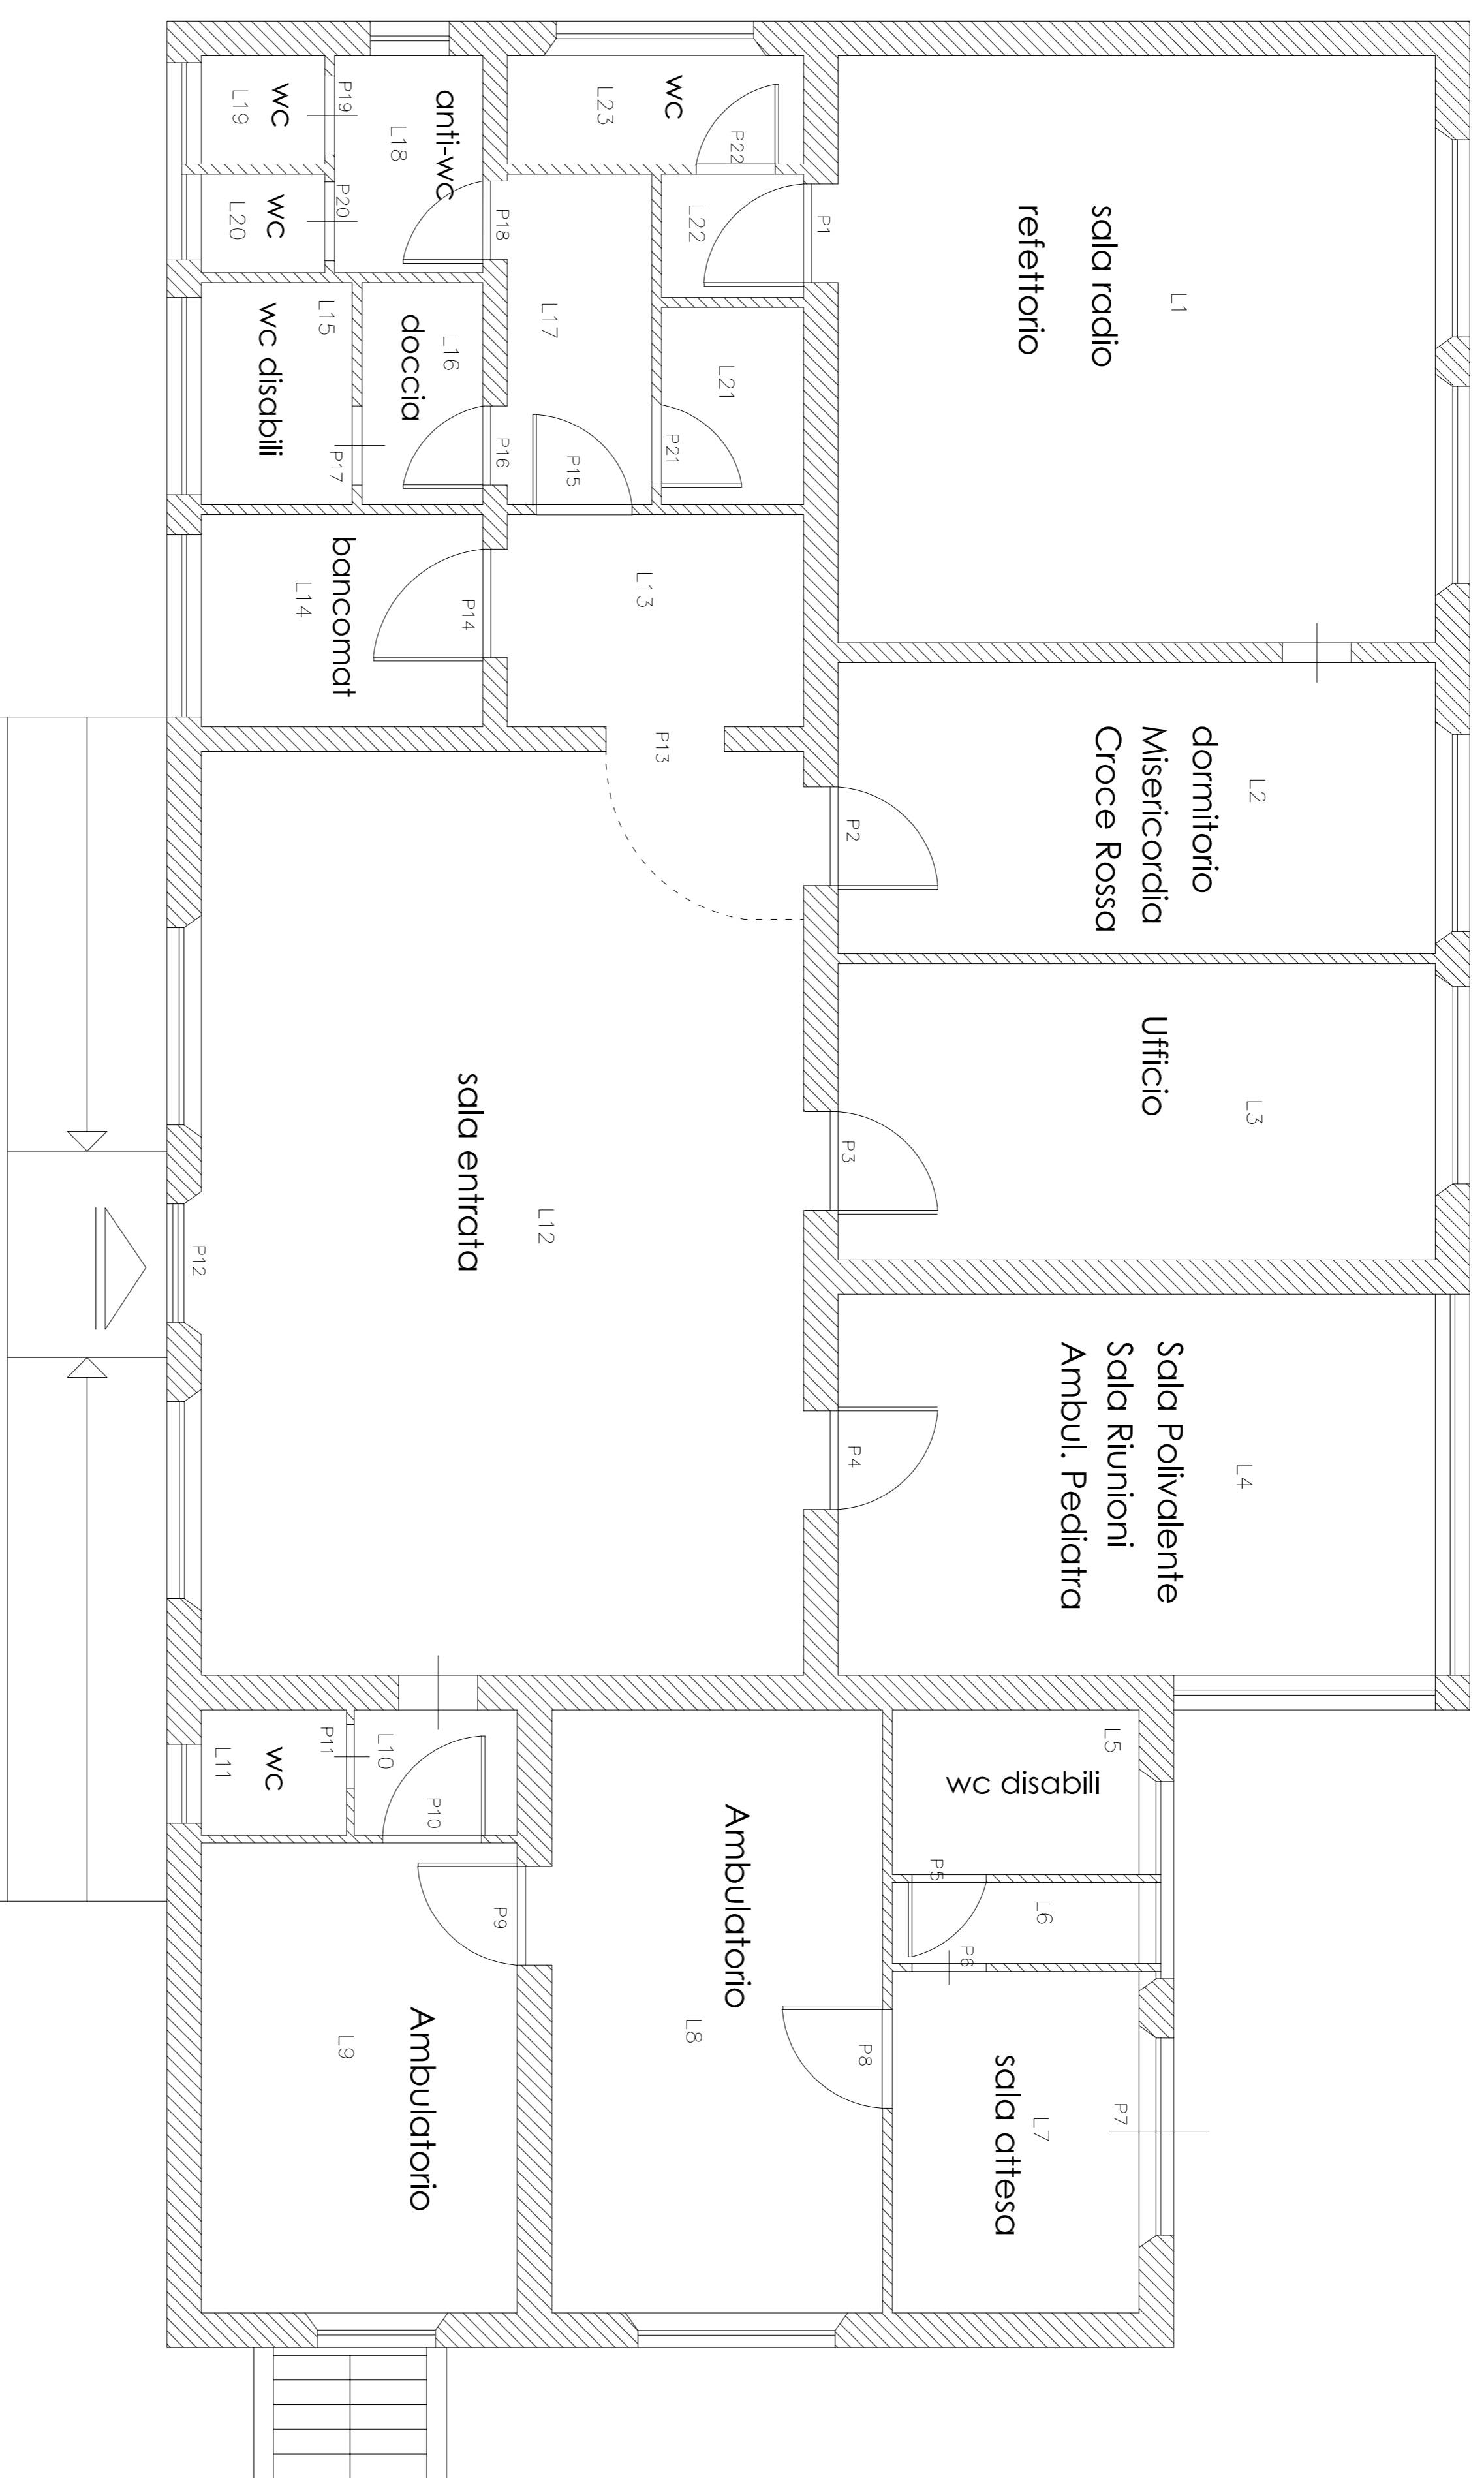 L1
sala radio
refettorio
P1
L22
P22
wc
L23
L21
P21
L17
P15
P18
P16
anti-wc
L18
P19
P20
wc
L19
wc
L20
L16
doccia
L15
wc disabili
P17
L13
P14
bancomat
L14
P13
L2
dormitorio
Misericordia
Croce Rossa
P2
L3
Ufficio
P3
L4
Sala Polivalente
Sala Riunioni
Ambul. Pediatra
P4
L12
sala entrata
P12
L5
wc disabili
P5
L6
P6
L7
sala attesa
P7
P8
Ambulatorio
L8
P9
Ambulatorio
L9
L10
P10
P11
wc
L11